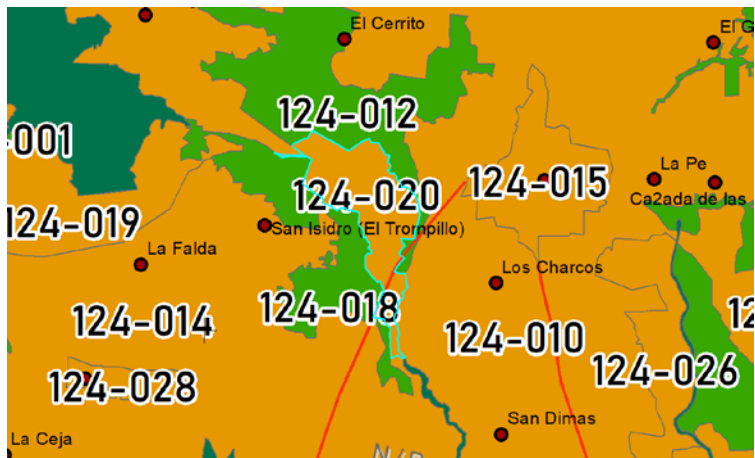 El Cerrito
El G
124-012
-001
La Pe
124-015
124-020
Ca2ada de las
124-019
San Isidro (El Trompillo)
La Falda
Los Charcos
124-018
124-014
124-010
12
124-026
124-028
San Dimas
La Ceja